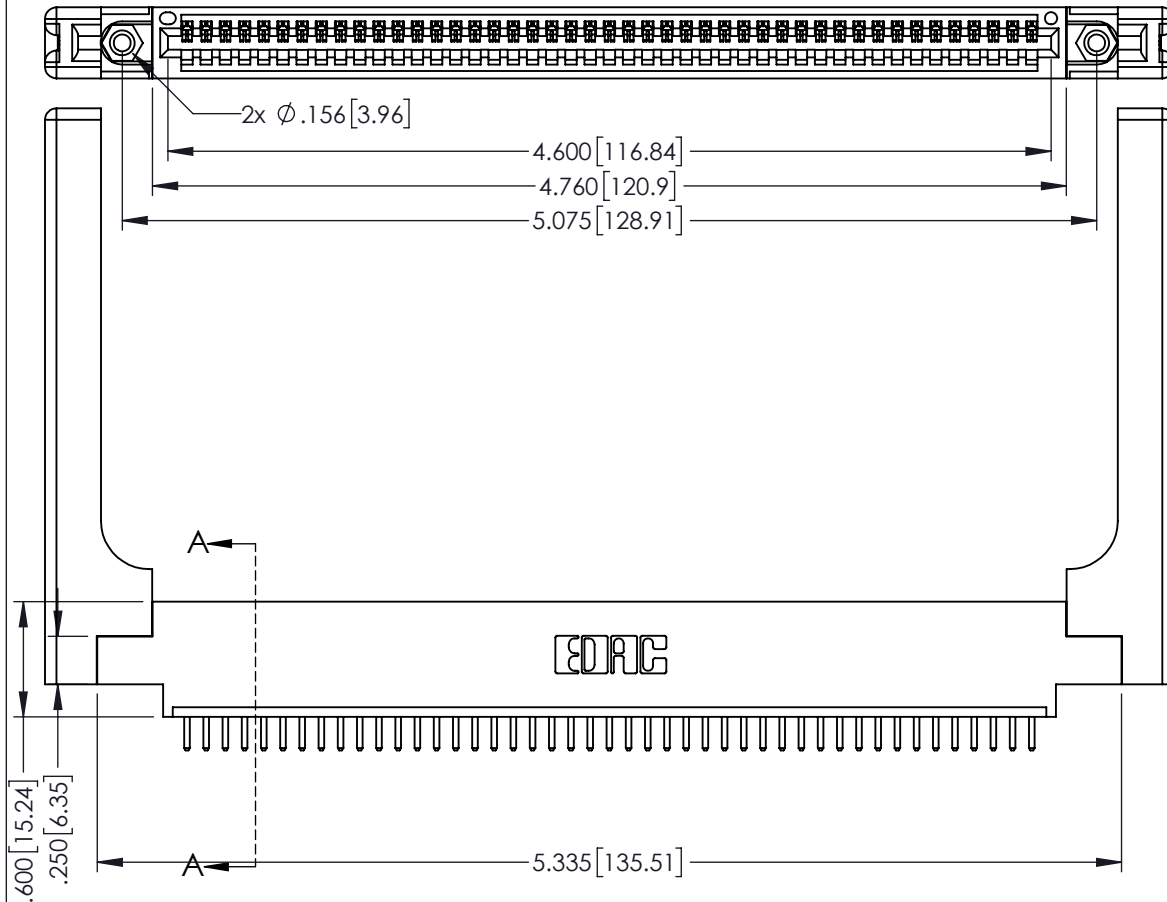 2x ∅ .156[3.96]
4.600[116.84]
4.760[120.9]
5.075[128.91]
A
EDAC
.600[15.24]
.250[6.35]
5.335[135.51]
A